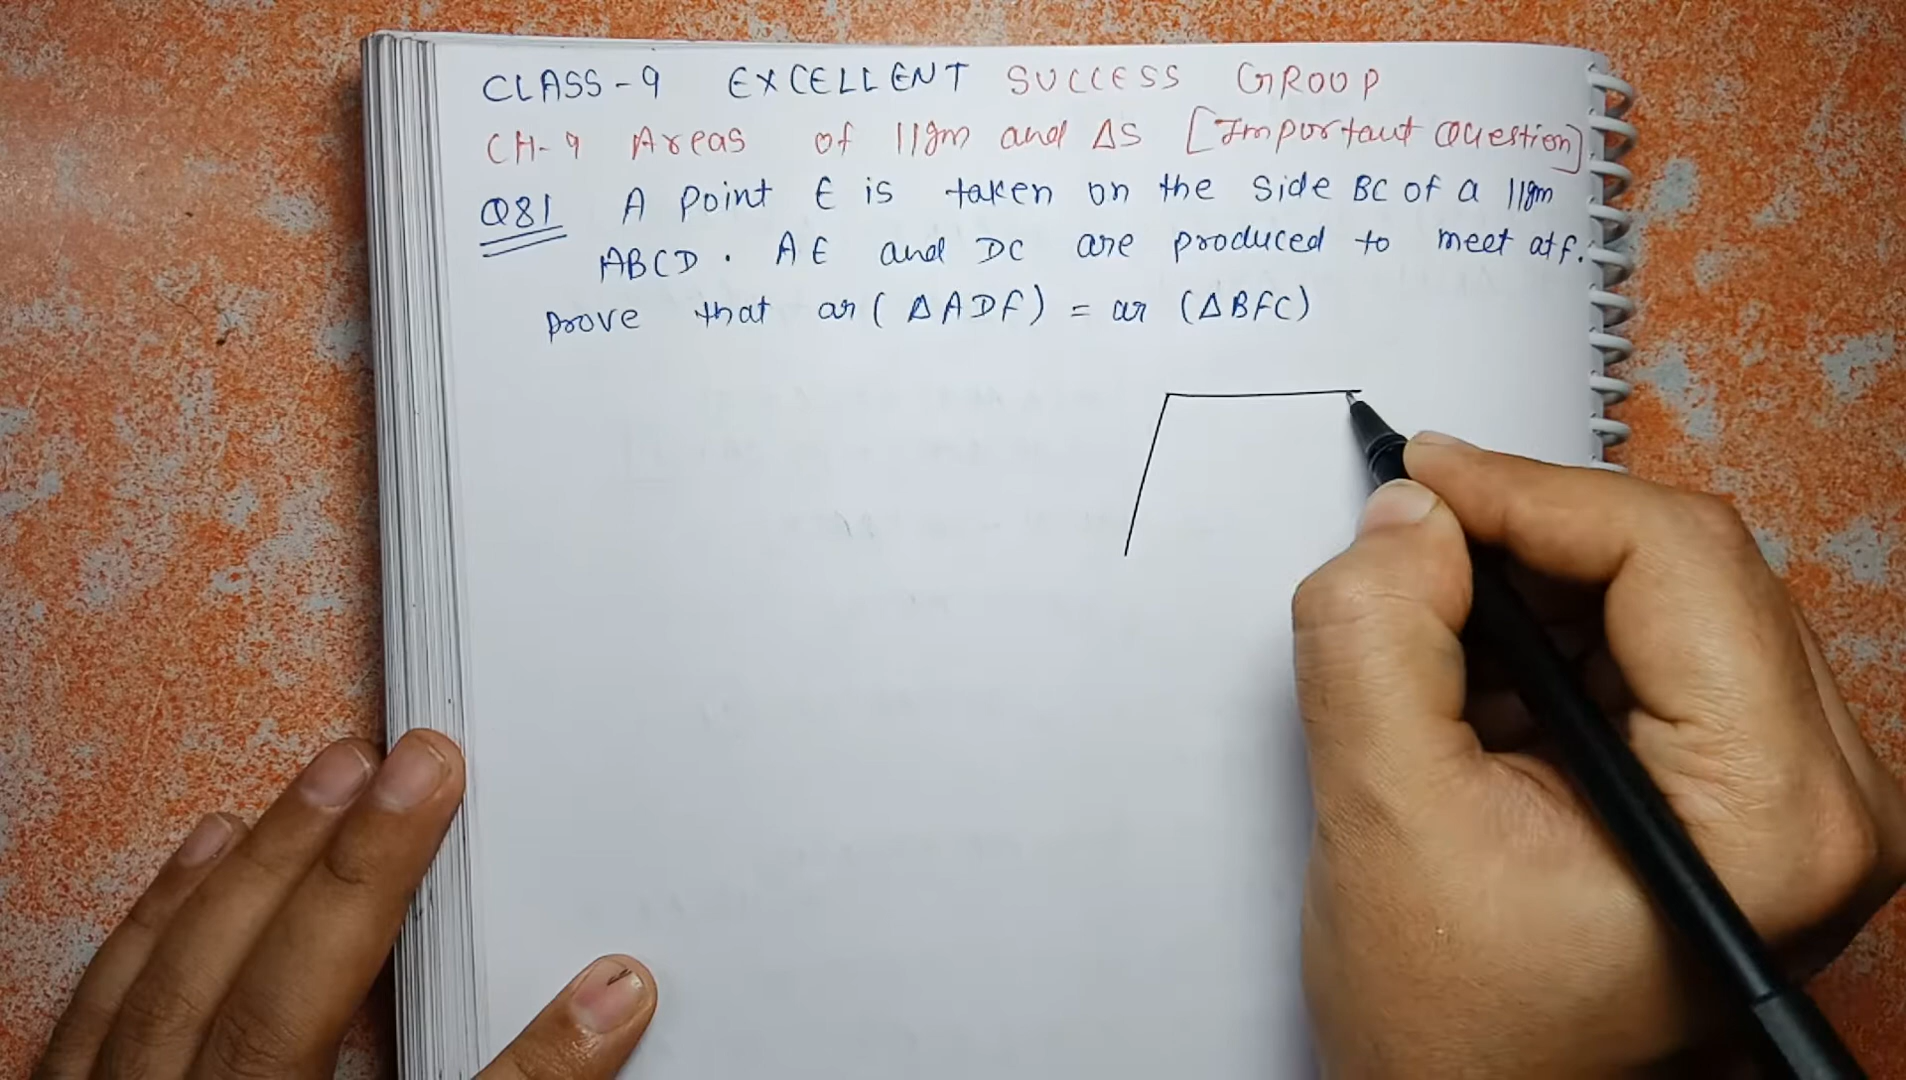 CLASS-9 EXCELLENT SUCCESS GROUP
CH-9 Areas of ||gm and ΔS [Important Question]
Q81 A point E is taken on the side BC of a ||gm
ABCD. AE and DC are produced to meet at F.
Prove that ar(ΔADF) = ar (ΔBFC)